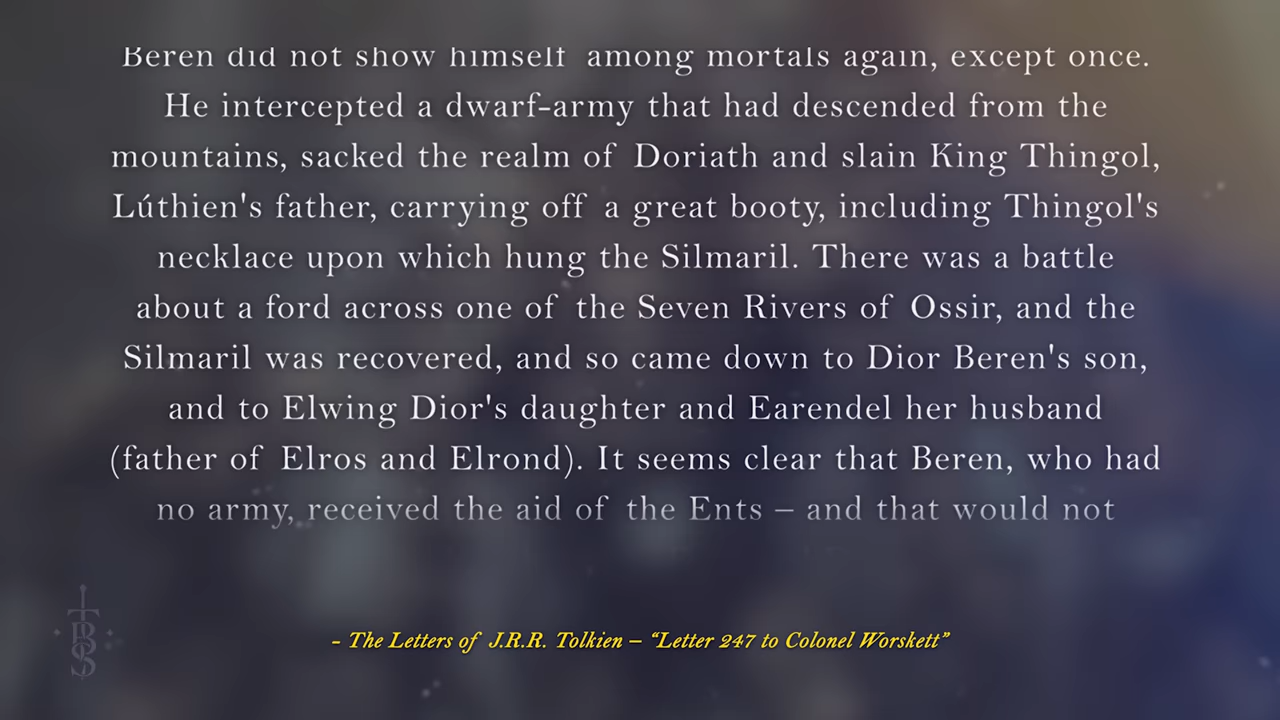 Beren did not show himself among mortals again, except once.
He intercepted a dwarf-army that had descended from the
mountains, sacked the realm of Doriath and slain King Thingol,
Lúthien's father, carrying off a great booty, including Thingol's
necklace upon which hung the Silmaril. There was a battle
about a ford across one of the Seven Rivers of Ossir, and the
Silmaril was recovered, and so came down to Dior Beren's son,
and to Elwing Dior's daughter and Earendel her husband
(father of Elros and Elrond). It seems clear that Beren, who had
no army, received the aid of the Ents – and that would not
– The Letters of J.R.R. Tolkien – “Letter 247 to Colonel Worskett”
TBS